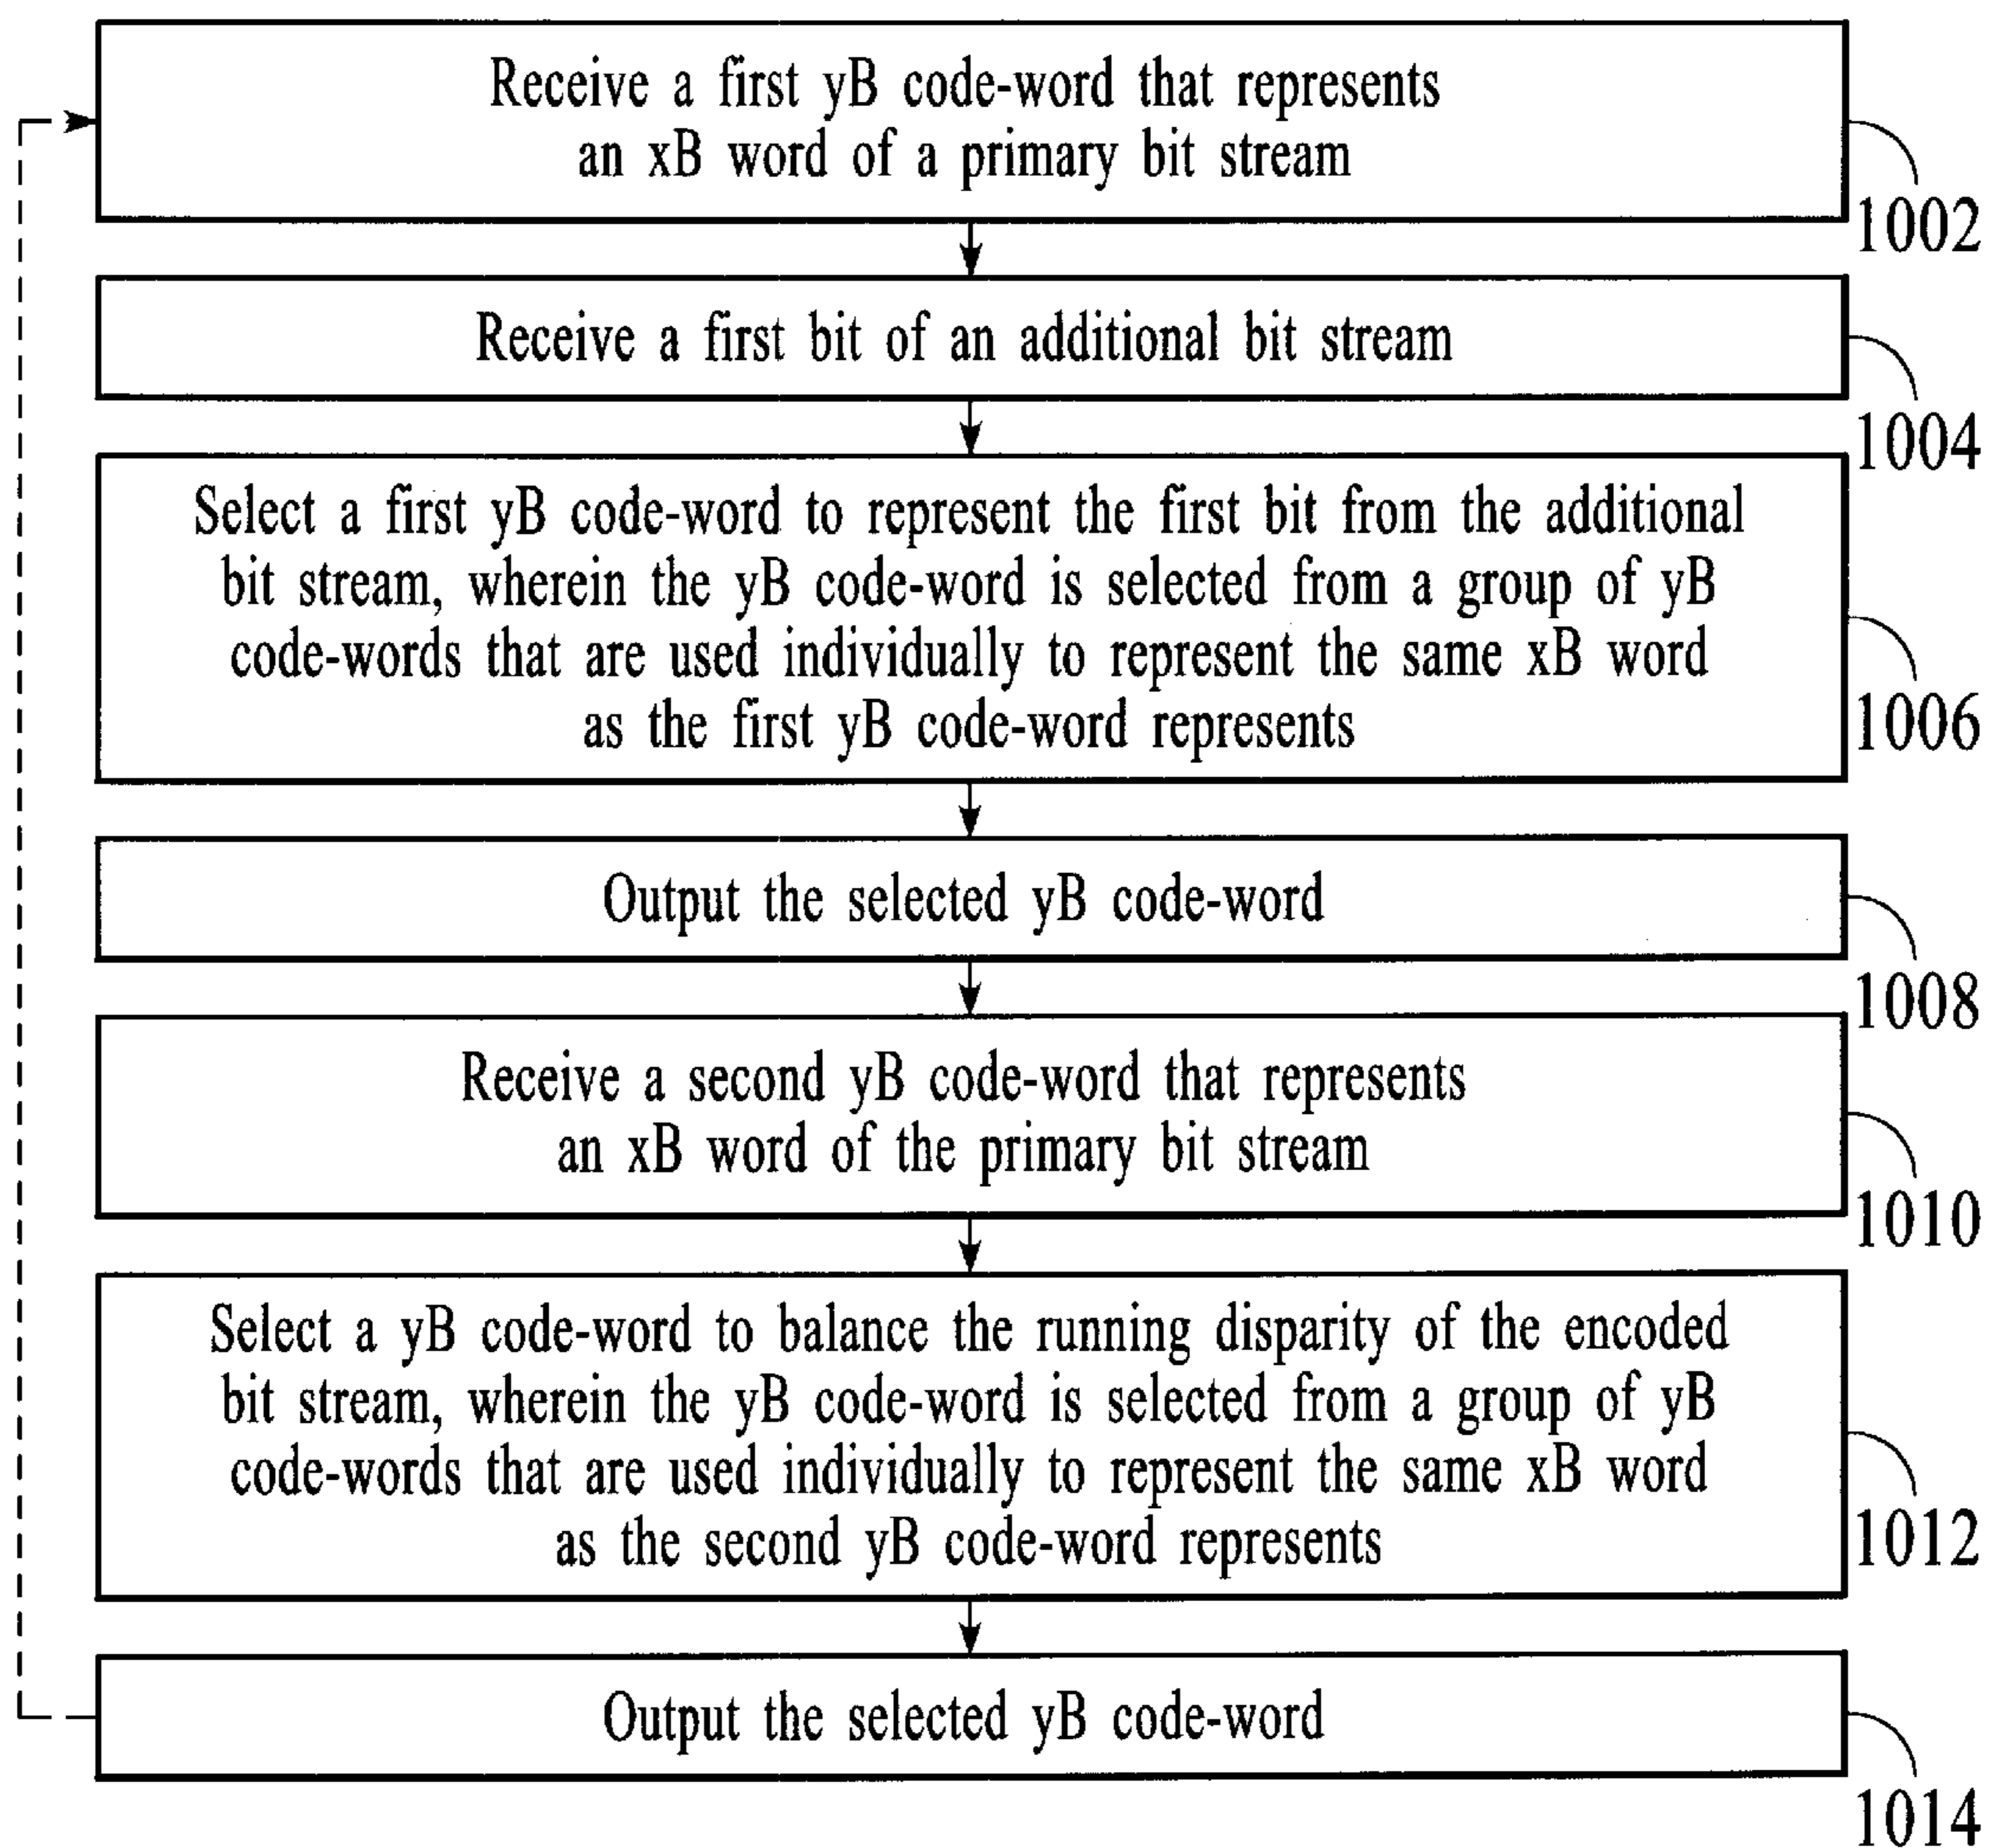 Receive a first yB code-word that represents
an xB word of a primary bit stream
1002
Receive a first bit of an additional bit stream
1004
Select a first yB code-word to represent the first bit from the additional
bit stream, wherein the yB code-word is selected from a group of yB
code-words that are used individually to represent the same xB word
as the first yB code-word represents
1006
Output the selected yB code-word
1008
Receive a second yB code-word that represents
an xB word of the primary bit stream
1010
Select a yB code-word to balance the running disparity of the encoded
bit stream, wherein the yB code-word is selected from a group of yB
code-words that are used individually to represent the same xB word
as the second yB code-word represents
1012
Output the selected yB code-word
1014